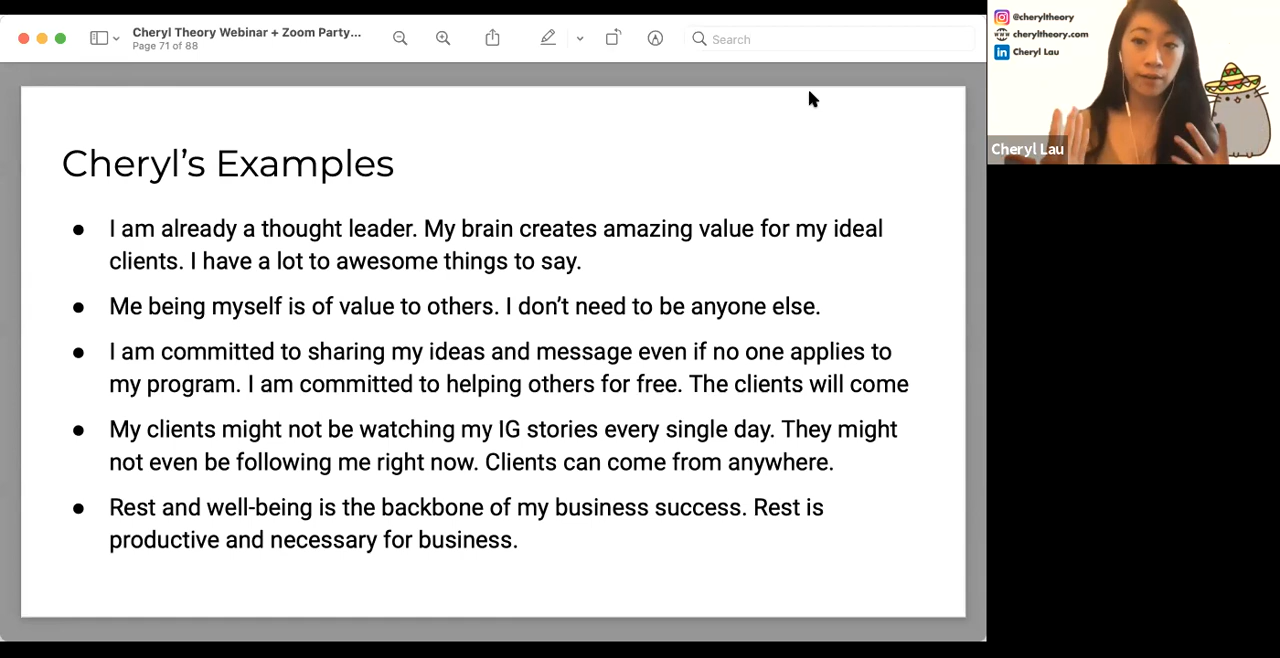 Cheryl Theory Webinar + Zoom Party...
Page 71 of 88
Search
@cheryltheory
cheryltheory.com
in Cheryl Lau
Cheryl Lau
Cheryl’s Examples
● I am already a thought leader. My brain creates amazing value for my ideal
clients. I have a lot to awesome things to say.
● Me being myself is of value to others. I don’t need to be anyone else.
● I am committed to sharing my ideas and message even if no one applies to
my program. I am committed to helping others for free. The clients will come
● My clients might not be watching my IG stories every single day. They might
not even be following me right now. Clients can come from anywhere.
● Rest and well-being is the backbone of my business success. Rest is
productive and necessary for business.